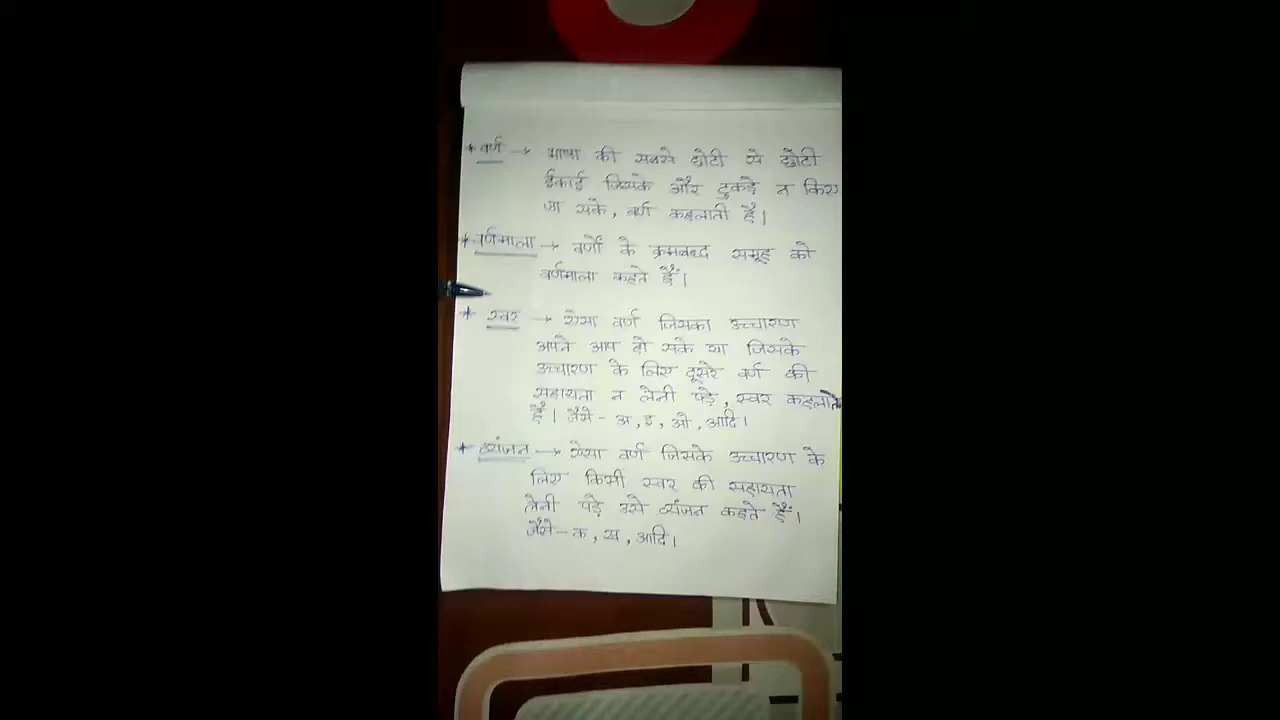 * वर्ण → भाषा की सबसे छोटी से छोटी
ईकाई जिसके और टुकड़े न किए
जा सके, वर्ण कहलाती है।
* वर्णमाला → वर्णों के क्रमबद्ध समूह को
वर्णमाला कहते हैं।
* स्वर → ऐसा वर्ण जिसका उच्चारण
अपने आप हो सके या जिसके
उच्चारण के लिए दूसरे वर्ण की
सहायता न लेनी पड़े, स्वर कहलाते
हैं। जैसे - अ, इ, ओ, आदि।
* व्यंजन → ऐसा वर्ण जिसके उच्चारण के
लिए किसी स्वर की सहायता
लेनी पड़े उसे व्यंजन कहते हैं।
जैसे - क, ख, आदि।